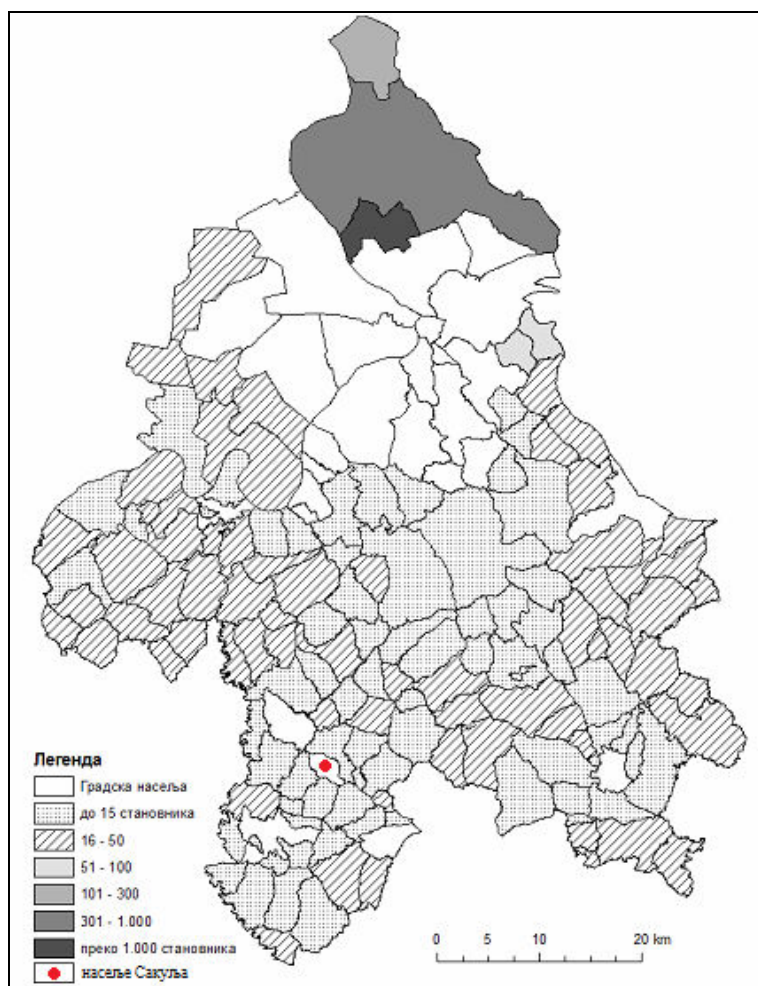 Легенда
Градска насеља
до 15 становника
16 - 50
51 - 100
101 - 300
301 - 1.000
преко 1.000 становника
насеље Сакуља
0 5 10 20 km